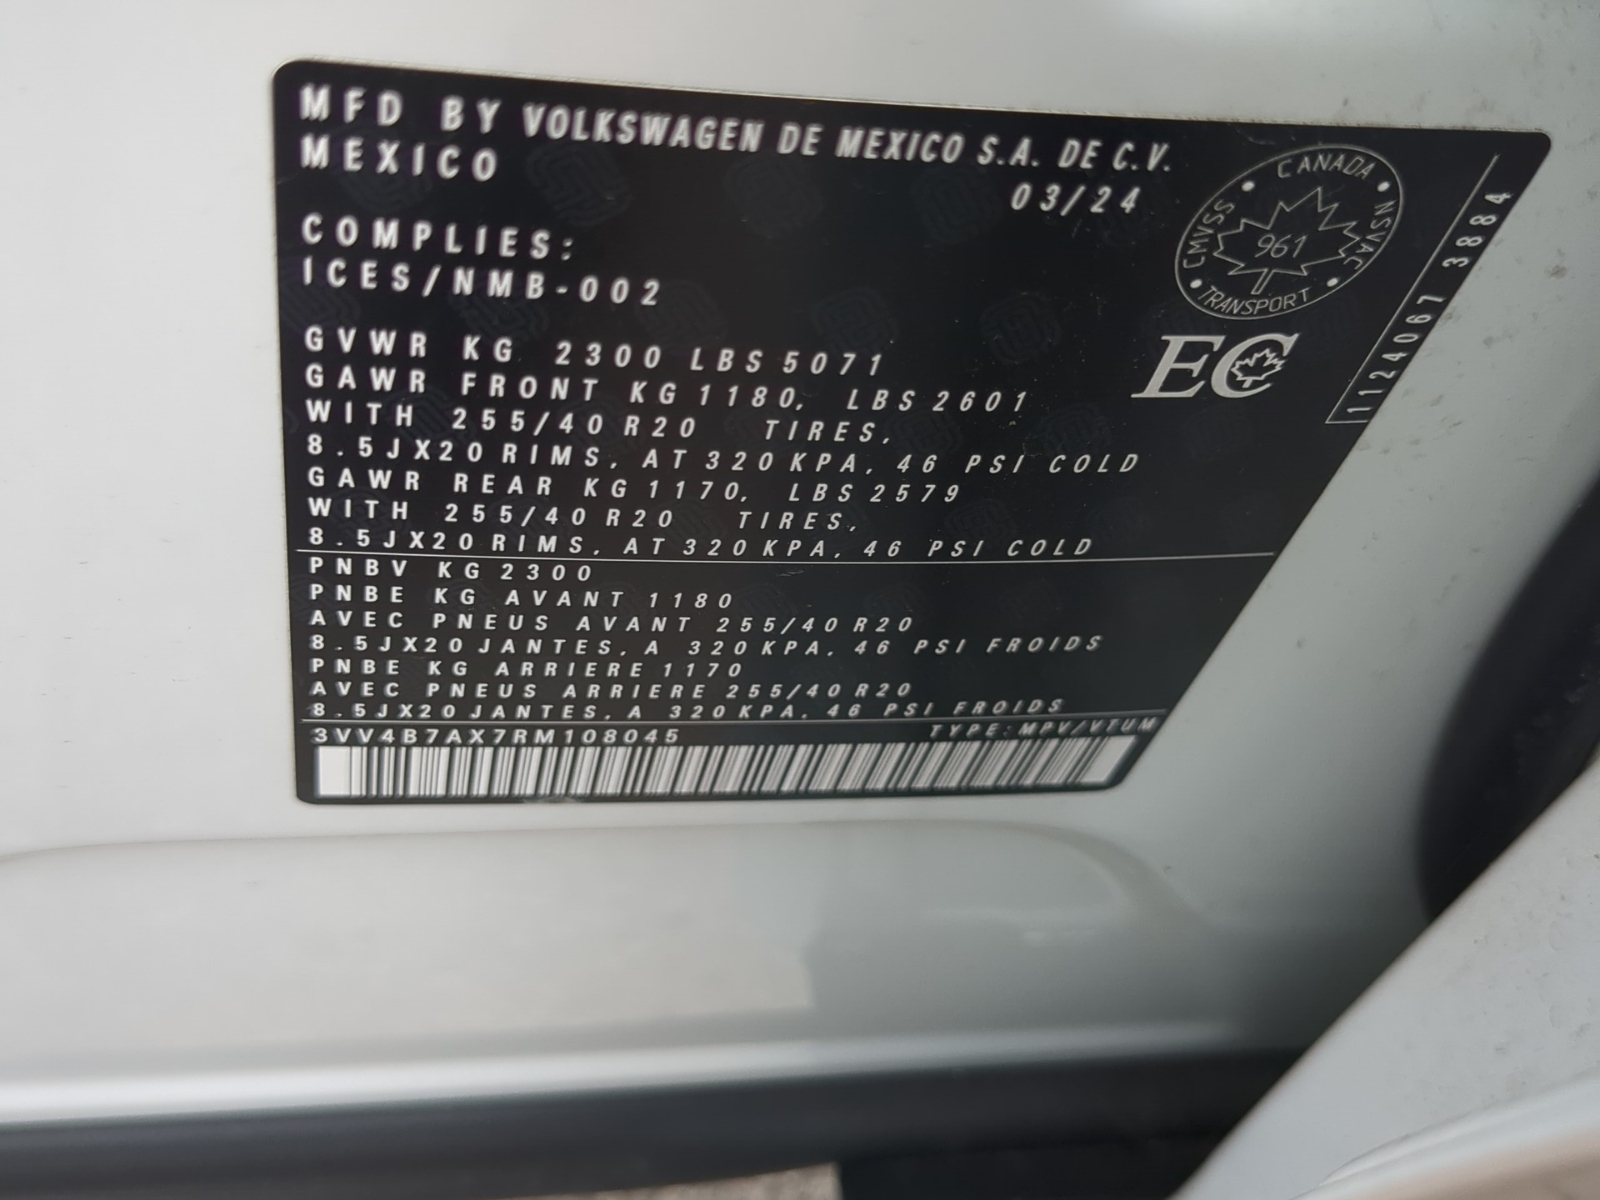 MFD BY VOLKSWAGEN DE MEXICO S.A. DE C.V.
MEXICO
03/24
COMPLIES:
ICES/NMB-002
GVWR KG 2300 LBS 5071
GAWR FRONT KG 1180, LBS 2601
WITH 255/40 R20 TIRES,
8.5JX20 RIMS, AT 320 KPA, 46 PSI COLD
GAWR REAR KG 1170, LBS 2579
WITH 255/40 R20 TIRES,
8.5JX20 RIMS, AT 320 KPA, 46 PSI COLD
PNBV KG 2300
PNBE KG AVANT 1180
AVEC PNEUS AVANT 255/40 R20
8.5JX20 JANTES, A 320 KPA, 46 PSI FROIDS
PNBE KG ARRIERE 1170
AVEC PNEUS ARRIERE 255/40 R20
8.5JX20 JANTES, A 320 KPA, 46 PSI FROIDS
3VV4B7AX7RM108045 TYPE: MPV/VTUM
CANADA
CMVSS
NSVAC
961
TRANSPORT
EC
1124067 3884